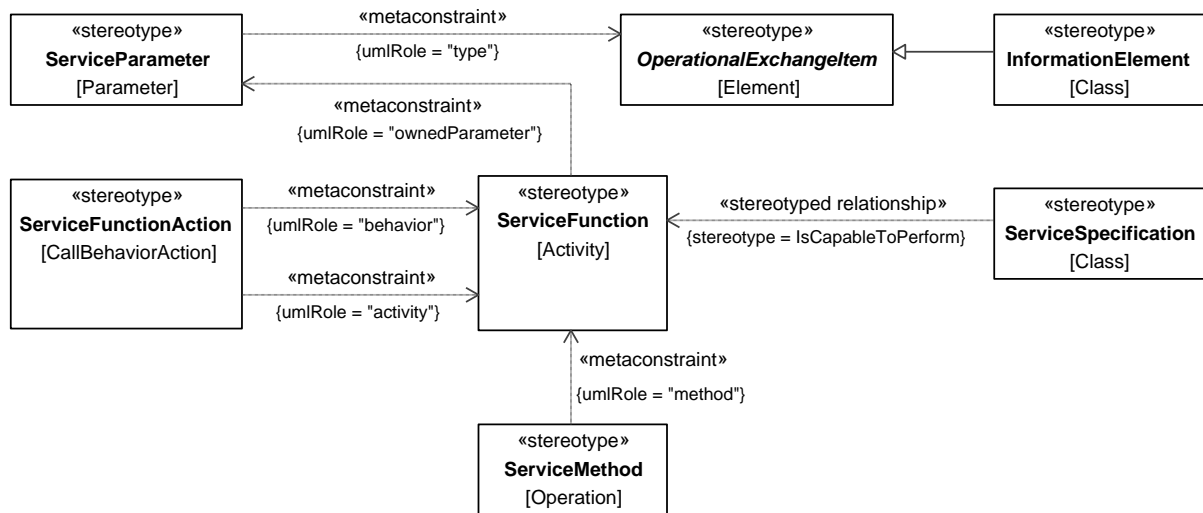 «stereotype»
ServiceParameter
[Parameter]
«metaconstraint»
{umlRole = "type"}
«stereotype»
OperationalExchangeItem
[Element]
«stereotype»
InformationElement
[Class]
«metaconstraint»
{umlRole = "ownedParameter"}
«stereotype»
ServiceFunctionAction
[CallBehaviorAction]
«metaconstraint»
{umlRole = "behavior"}
«metaconstraint»
{umlRole = "activity"}
«stereotype»
ServiceFunction
[Activity]
«stereotyped relationship»
{stereotype = IsCapableToPerform}
«stereotype»
ServiceSpecification
[Class]
«metaconstraint»
{umlRole = "method"}
«stereotype»
ServiceMethod
[Operation]